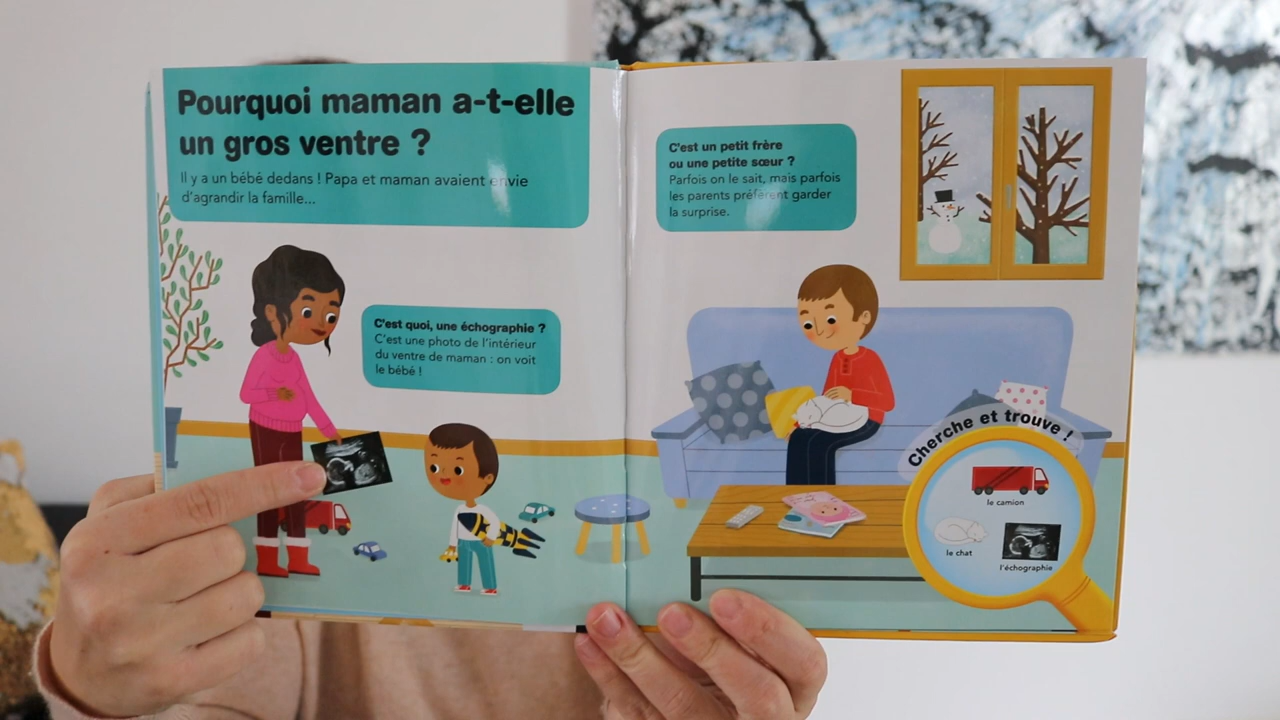 Pourquoi maman a-t-elle
un gros ventre ?
Il y a un bébé dedans ! Papa et maman avaient envie
d'agrandir la famille...
C'est quoi, une échographie ?
C'est une photo de l'intérieur
du ventre de maman : on voit
le bébé !
C'est un petit frère
ou une petite sœur ?
Parfois on le sait, mais parfois
les parents préfèrent garder
la surprise.
Cherche et trouve !
le camion
le chat
l'échographie